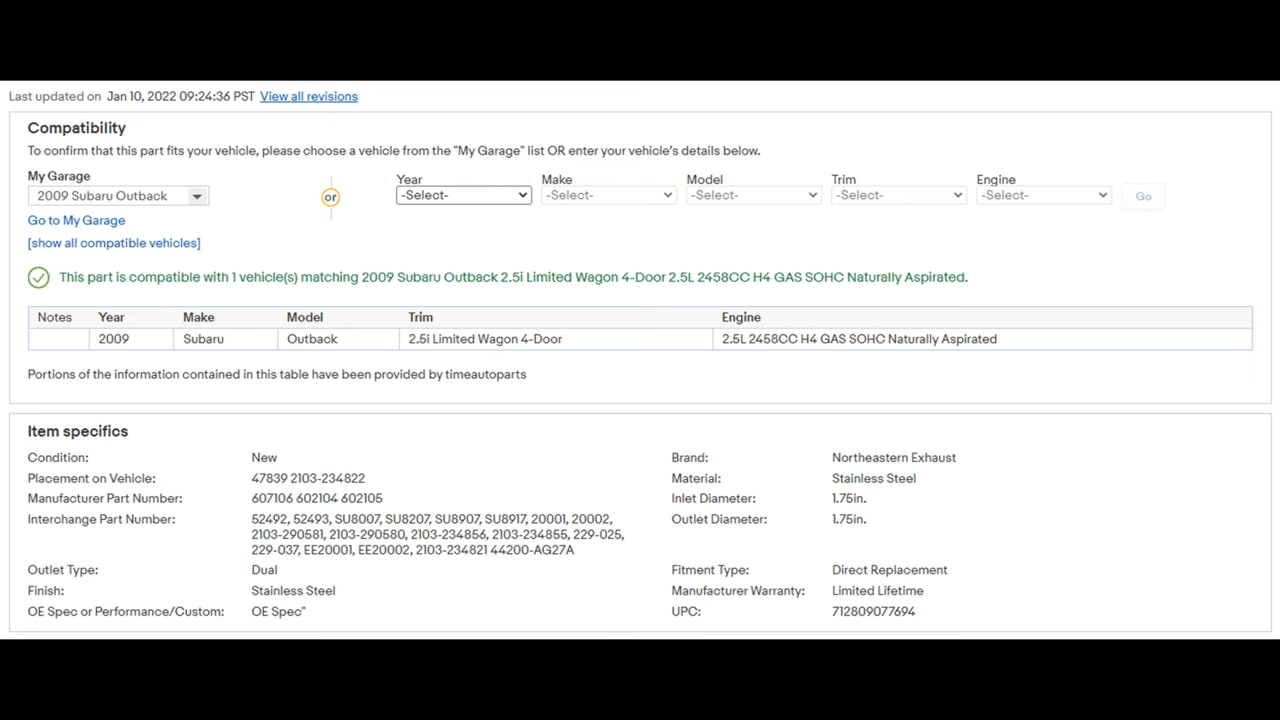 Last updated on Jan 10, 2022 09:24:36 PST View all revisions
Compatibility
To confirm that this part fits your vehicle, please choose a vehicle from the "My Garage" list OR enter your vehicle's details below.
My Garage
2009 Subaru Outback
or
Year Make Model Trim Engine
-Select- -Select- -Select- -Select- -Select- Go
Go to My Garage
[show all compatible vehicles]
This part is compatible with 1 vehicle(s) matching 2009 Subaru Outback 2.5i Limited Wagon 4-Door 2.5L 2458CC H4 GAS SOHC Naturally Aspirated.
Notes Year Make Model Trim Engine
2009 Subaru Outback 2.5i Limited Wagon 4-Door 2.5L 2458CC H4 GAS SOHC Naturally Aspirated
Portions of the information contained in this table have been provided by timeautoparts
Item specifics
Condition: New Brand: Northeastern Exhaust
Placement on Vehicle: 47839 2103-234822 Material: Stainless Steel
Manufacturer Part Number: 607106 602104 602105 Inlet Diameter: 1.75in.
Interchange Part Number: 52492, 52493, SU8007, SU8207, SU8907, SU8917, 20001, 20002, Outlet Diameter: 1.75in.
2103-290581, 2103-290580, 2103-234856, 2103-234855, 229-025,
229-037, EE20001, EE20002, 2103-234821 44200-AG27A
Outlet Type: Dual Fitment Type: Direct Replacement
Finish: Stainless Steel Manufacturer Warranty: Limited Lifetime
OE Spec or Performance/Custom: OE Spec" UPC: 712809077694